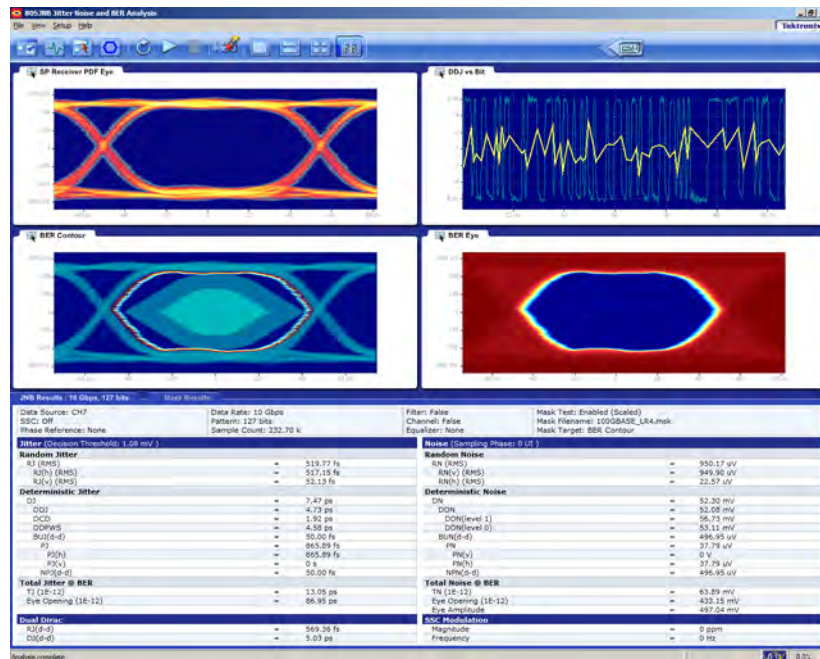 80SJNB Jitter Noise and BER Analysis
File View Setup Help
Tektronix
SP Receiver PDF Eye
DDJ vs Bit
BER Contour
BER Eye
JNB Results : 10 Gbps, 127 bits
Mask Results
Data Source: CH7 Data Rate: 10 Gbps Filter: False Mask Test: Enabled (Scaled)
SSC: Off Pattern: 127 bits Channel: False Mask Filename: 100GBASE_LR4.msk
Phase Reference: None Sample Count: 232.70 k Equalizer: None Mask Target: BER Contour
Jitter (Decision Threshold: 1.08 mV )
Random Jitter
RJ (RMS) = 519.77 fs
RJ(h) (RMS) = 517.15 fs
RJ(v) (RMS) = 52.13 fs
Deterministic Jitter
DJ = 7.47 ps
DDJ = 4.73 ps
DCD = 1.92 ps
DDPWS = 4.58 ps
BUJ(d-d) = 50.00 fs
PJ = 865.89 fs
PJ(h) = 865.89 fs
PJ(v) = 0 s
NPJ(d-d) = 50.00 fs
Total Jitter @ BER
TJ (1E-12) = 13.05 ps
Eye Opening (1E-12) = 86.95 ps
Dual Dirac
RJ(d-d) = 569.36 fs
DJ(d-d) = 5.03 ps
Noise (Sampling Phase: 0 UI )
Random Noise
RN (RMS) = 950.17 uV
RN(v) (RMS) = 949.90 uV
RN(h) (RMS) = 22.57 uV
Deterministic Noise
DN = 52.30 mV
DDN = 52.08 mV
DDN(level 1) = 56.73 mV
DDN(level 0) = 53.11 mV
BUN(d-d) = 496.95 uV
PN = 37.79 uV
PN(v) = 0 V
PN(h) = 37.79 uV
NPN(d-d) = 496.95 uV
Total Noise @ BER
TN (1E-12) = 63.89 mV
Eye Opening (1E-12) = 433.15 mV
Eye Amplitude = 497.04 mV
SSC Modulation
Magnitude = 0 ppm
Frequency = 0 Hz
Analysis complete